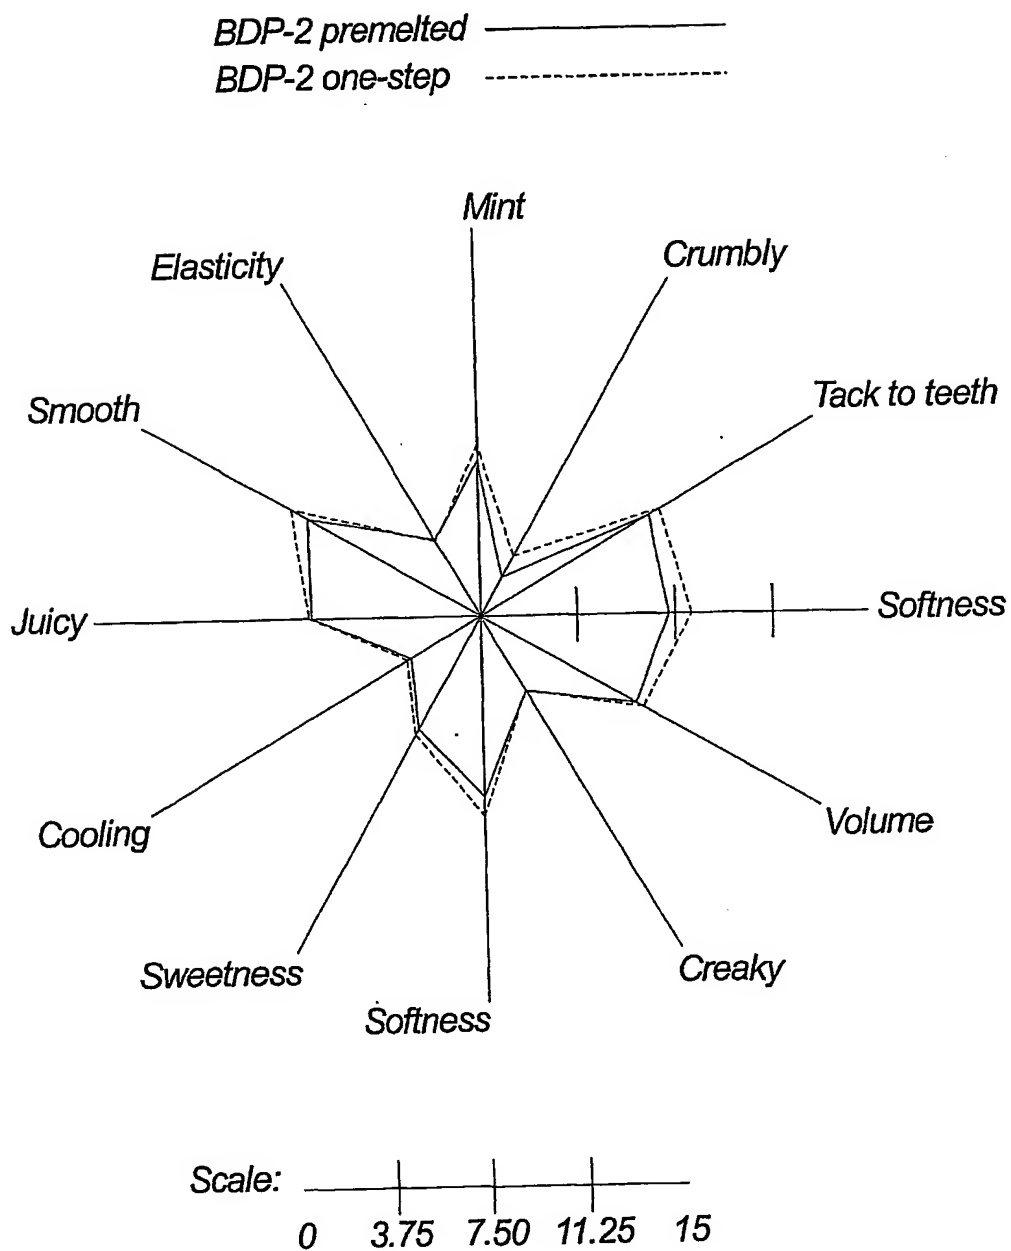 BDP-2 premelted
BDP-2 one-step
Mint
Crumbly
Elasticity
Tack to teeth
Smooth
Softness
Juicy
Volume
Cooling
Creaky
Sweetness
Softness
Scale:
0 3.75 7.50 11.25 15